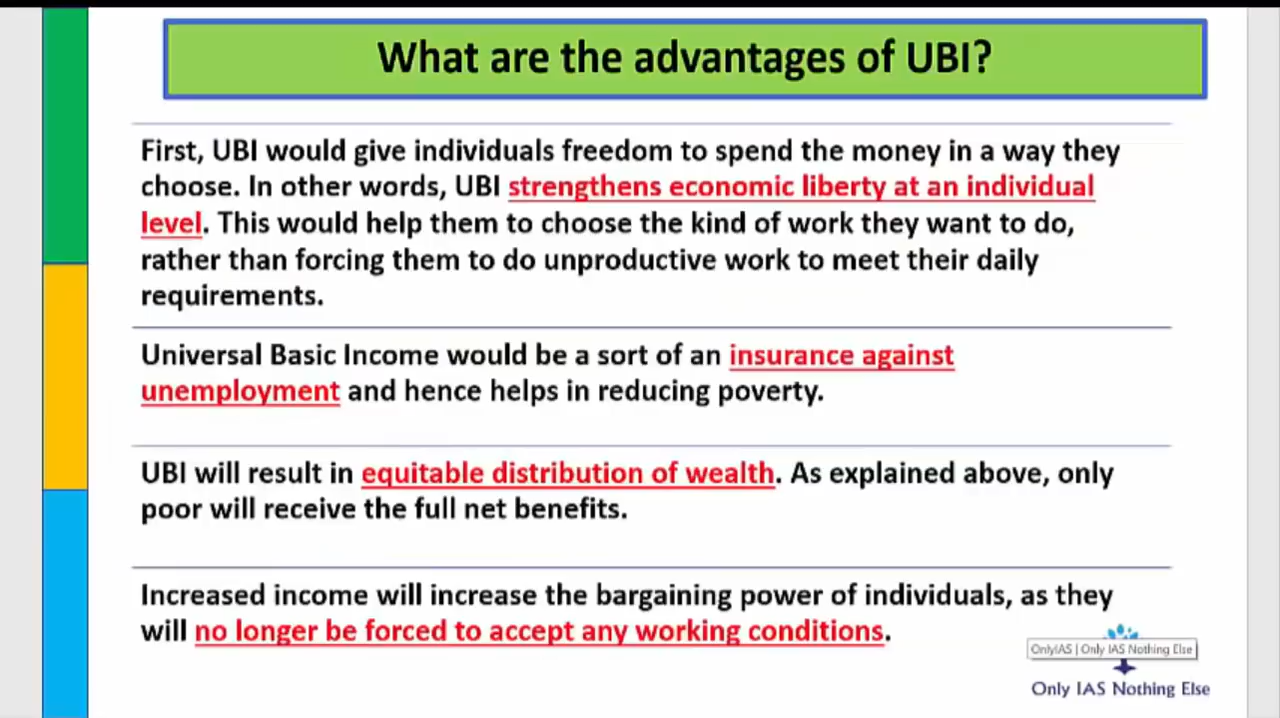 What are the advantages of UBI?
First, UBI would give individuals freedom to spend the money in a way they
choose. In other words, UBI strengthens economic liberty at an individual
level. This would help them to choose the kind of work they want to do,
rather than forcing them to do unproductive work to meet their daily
requirements.
Universal Basic Income would be a sort of an insurance against
unemployment and hence helps in reducing poverty.
UBI will result in equitable distribution of wealth. As explained above, only
poor will receive the full net benefits.
Increased income will increase the bargaining power of individuals, as they
will no longer be forced to accept any working conditions.
OnlyIAS | Only IAS Nothing Else
Only IAS Nothing Else